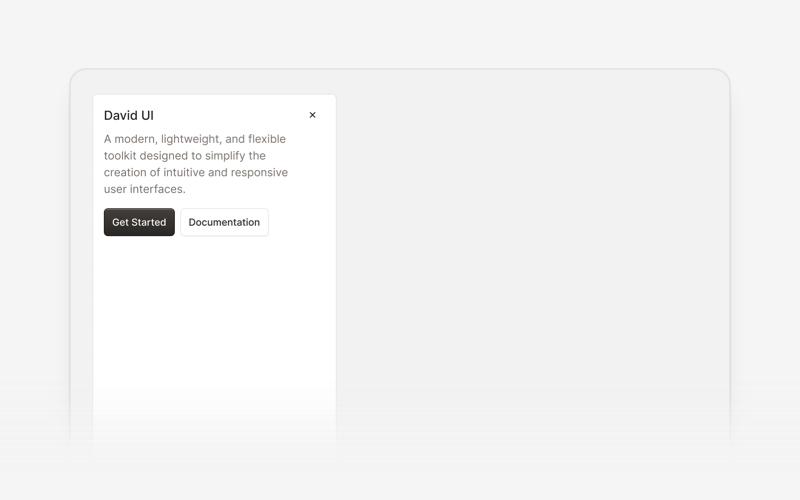 David UI
A modern, lightweight, and flexible
toolkit designed to simplify the
creation of intuitive and responsive
user interfaces.
Get Started
Documentation